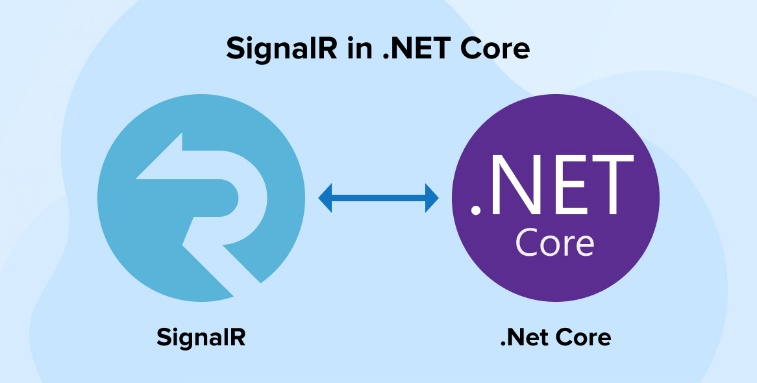 SignalR in .NET Core
.NET
Core
SignalR
.Net Core